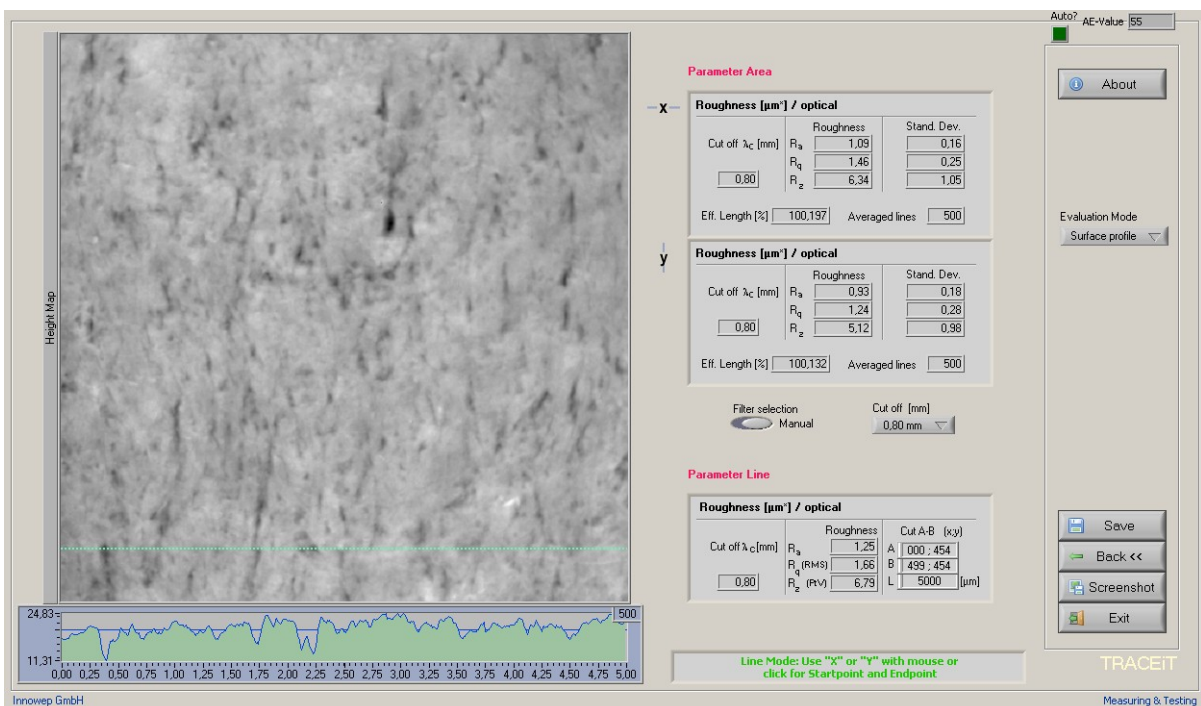 Auto? AE-Value 55
Parameter Area
x
Roughness [µm*] / optical
Roughness Stand. Dev.
Cut off λc [mm] Ra 1,09 0,16
Rq 1,46 0,25
0,80 Rz 6,34 1,05
Eff. Length [%] 100,197 Averaged lines 500
y
Roughness [µm*] / optical
Roughness Stand. Dev.
Cut off λc [mm] Ra 0,93 0,18
Rq 1,24 0,28
0,80 Rz 5,12 0,98
Eff. Length [%] 100,132 Averaged lines 500
Filter selection
Manual
Cut off [mm]
0,80 mm
Parameter Line
Roughness [µm*] / optical
Roughness Cut A-B (x,y)
Cut off λc[mm] Ra 1,25 A 000 ; 454
Rq (RMS) 1,66 B 499 ; 454
0,80 Rz (PtV) 6,79 L 5000 [µm]
Line Mode: Use "X" or "Y" with mouse or
click for Startpoint and Endpoint
Height Map
24,83
500
11,31
0,00 0,25 0,50 0,75 1,00 1,25 1,50 1,75 2,00 2,25 2,50 2,75 3,00 3,25 3,50 3,75 4,00 4,25 4,50 4,75 5,00
About
Evaluation Mode
Surface profile
Save
Back <<
Screenshot
Exit
TRACEiT
Innowep GmbH
Measuring & Testing